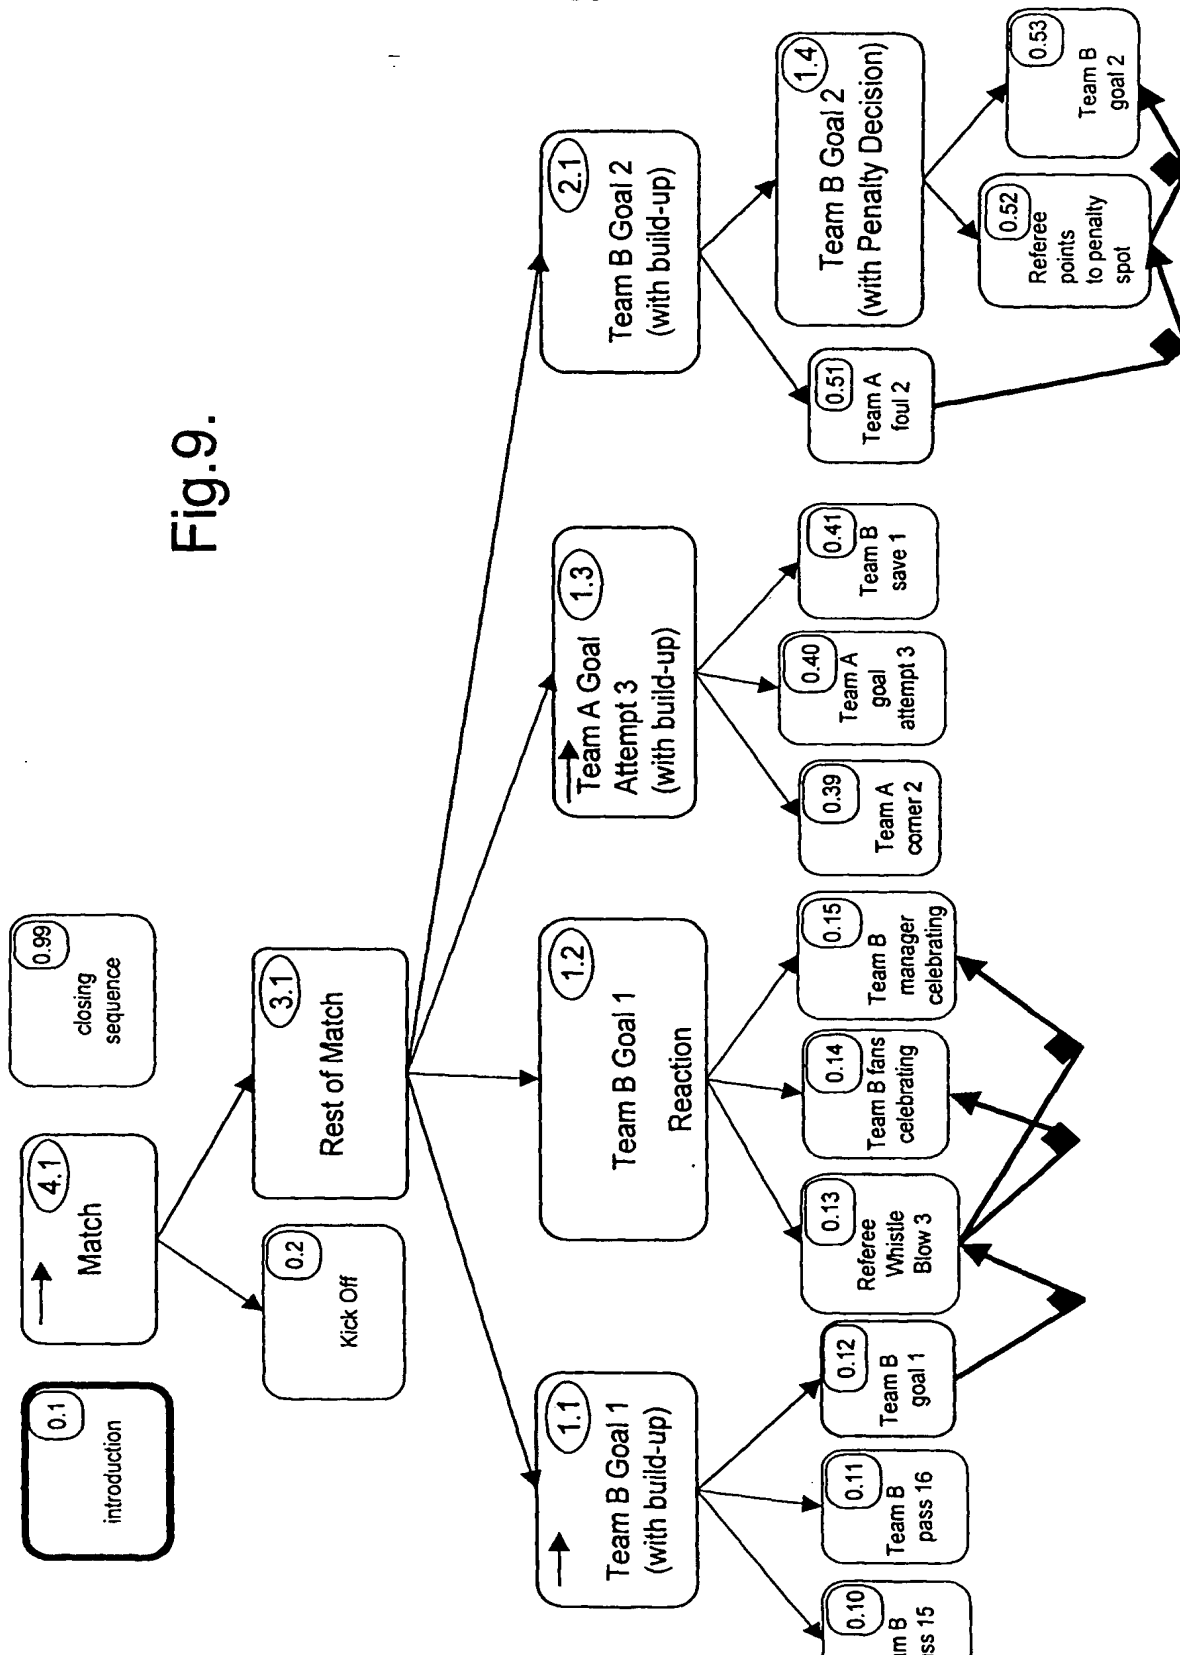 Fig.9.
0.1
introduction
4.1
Match
0.99
closing
sequence
0.2
Kick Off
3.1
Rest of Match
1.1
Team B Goal 1
(with build-up)
1.2
Team B Goal 1
Reaction
1.3
Team A Goal
Attempt 3
(with build-up)
2.1
Team B Goal 2
(with build-up)
0.10
0.11
Team B
pass 16
0.12
Team B
goal 1
0.13
Referee
Whistle
Blow 3
0.14
Team B fans
celebrating
0.15
Team B
manager
celebrating
0.39
Team A
corner 2
0.40
Team A
goal
attempt 3
0.41
Team B
save 1
0.51
Team A
foul 2
1.4
Team B Goal 2
(with Penalty Decision)
0.52
Referee
points
to penalty
spot
0.53
Team B
goal 2